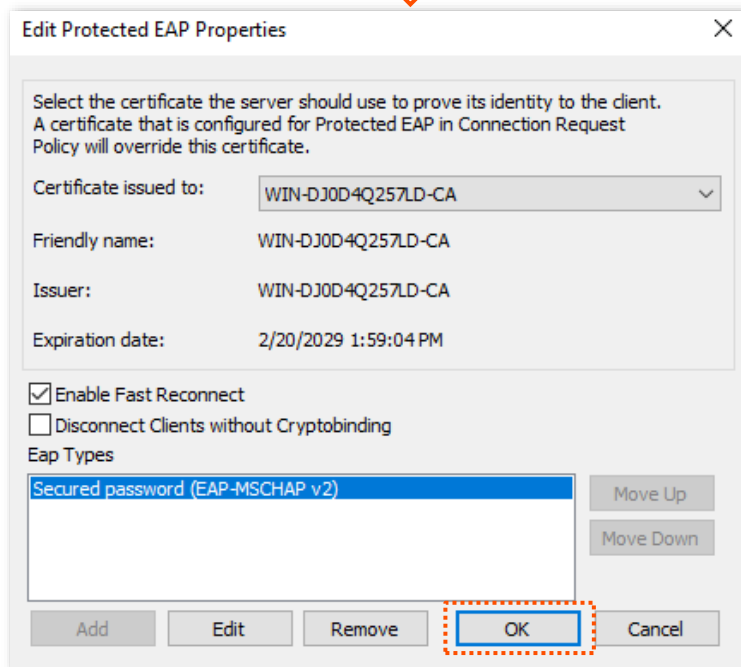 Edit Protected EAP Properties
Select the certificate the server should use to prove its identity to the client.
A certificate that is configured for Protected EAP in Connection Request
Policy will override this certificate.
Certificate issued to: WIN-DJ0D4Q257LD-CA
Friendly name: WIN-DJ0D4Q257LD-CA
Issuer: WIN-DJ0D4Q257LD-CA
Expiration date: 2/20/2029 1:59:04 PM
Enable Fast Reconnect
Disconnect Clients without Cryptobinding
Eap Types
Secured password (EAP-MSCHAP v2)
Move Up
Move Down
Add Edit Remove OK Cancel